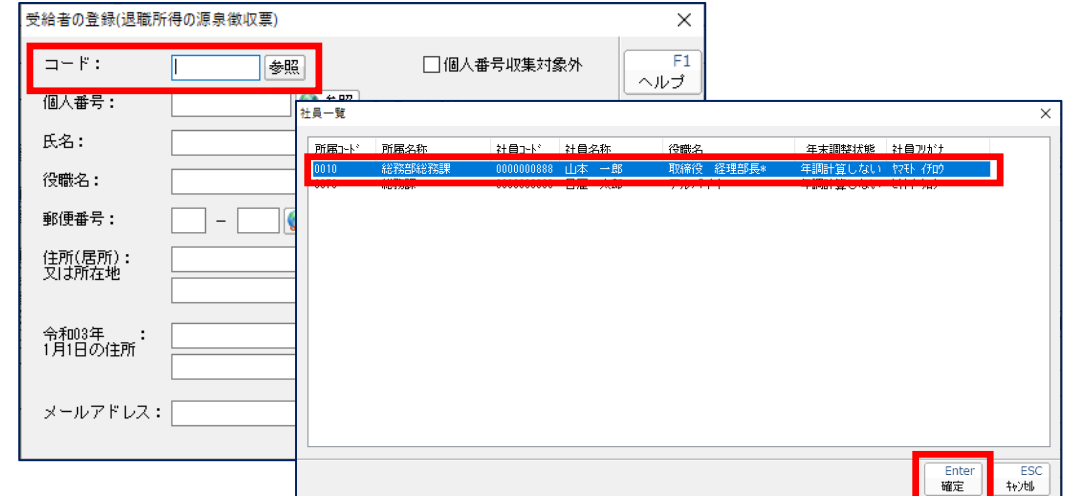 受給者の登録(退職所得の源泉徴収票)
コード： 参照 個人番号収集対象外 F1
ヘルプ
個人番号： 参照
氏名：
役職名：
郵便番号： －
住所(居所)：
又は所在地
令和03年 ：
1月1日の住所
メールアドレス：
社員一覧
所属ｺｰﾄﾞ 所属名称 社員ｺｰﾄﾞ 社員名称 役職名 年末調整状態 社員ﾌﾘｶﾞﾅ
0010 総務部総務課 0000000888 山本 一郎 取締役 経理部長* 年調計算しない ﾔﾏﾓﾄ ｲﾁﾛｳ
Enter
確定
ESC
ｷｬﾝｾﾙ